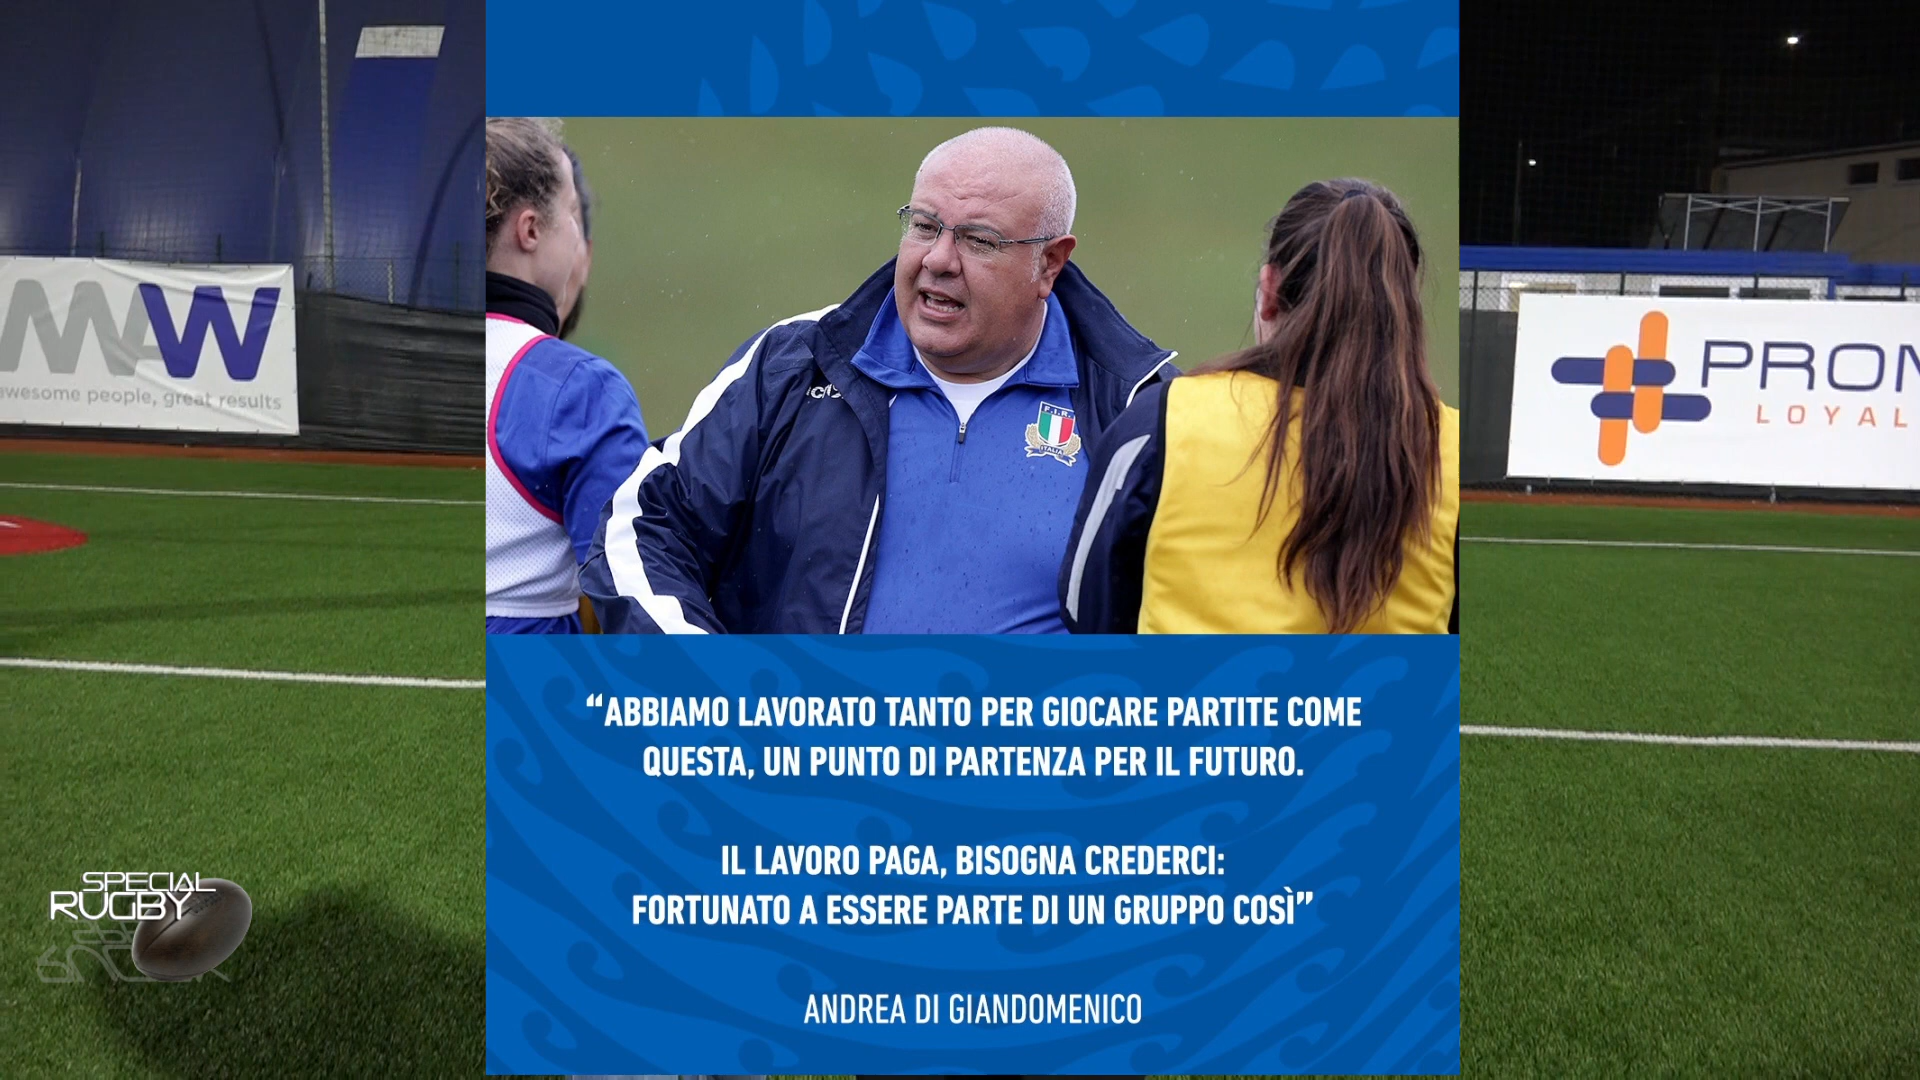 MAW
awesome people, great results
F.I.R.
ITALIA
PRON
LOYAL
“ABBIAMO LAVORATO TANTO PER GIOCARE PARTITE COME
QUESTA, UN PUNTO DI PARTENZA PER IL FUTURO.
IL LAVORO PAGA, BISOGNA CREDERCI:
FORTUNATO A ESSERE PARTE DI UN GRUPPO COSÌ”
ANDREA DI GIANDOMENICO
SPECIAL
RUGBY